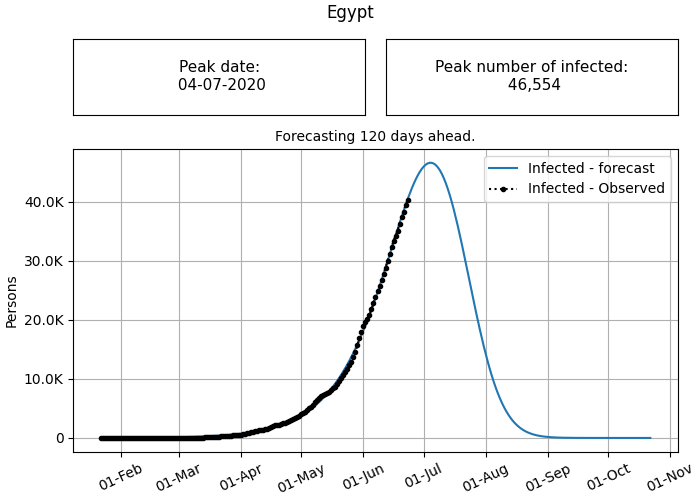 Egypt
Peak date:
04-07-2020
Peak number of infected:
46,554
Forecasting 120 days ahead.
Infected - forecast
Infected - Observed
40.0K
30.0K
20.0K
10.0K
0
Persons
01-Feb
01-Mar
01-Apr
01-May
01-Jun
01-Jul
01-Aug
01-Sep
01-Oct
01-Nov